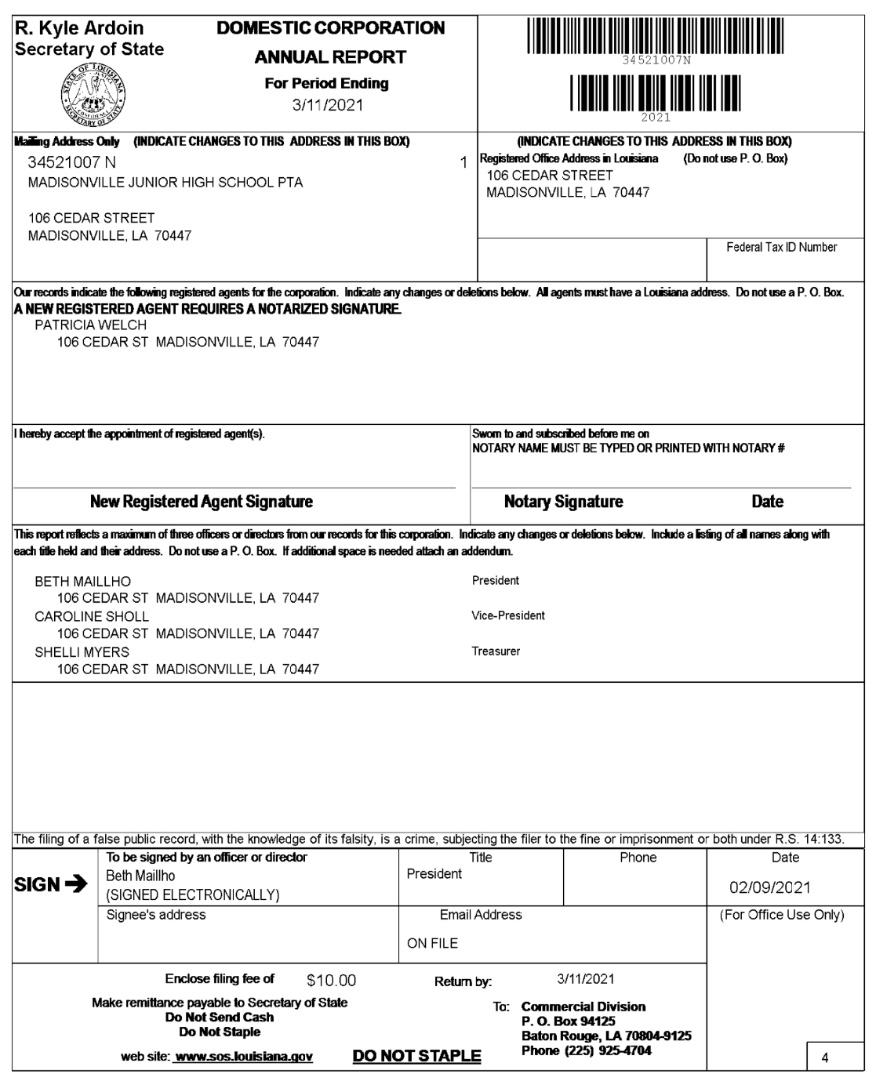 R. Kyle Ardoin
Secretary of State
DOMESTIC CORPORATION
ANNUAL REPORT
For Period Ending
3/11/2021
34521007N
2021
Mailing Address Only (INDICATE CHANGES TO THIS ADDRESS IN THIS BOX)
34521007 N 1
MADISONVILLE JUNIOR HIGH SCHOOL PTA
106 CEDAR STREET
MADISONVILLE, LA 70447
(INDICATE CHANGES TO THIS ADDRESS IN THIS BOX)
Registered Office Address in Louisiana (Do not use P. O. Box)
106 CEDAR STREET
MADISONVILLE, LA 70447
Federal Tax ID Number
Our records indicate the following registered agents for the corporation. Indicate any changes or deletions below. All agents must have a Louisiana address. Do not use a P. O. Box.
A NEW REGISTERED AGENT REQUIRES A NOTARIZED SIGNATURE.
PATRICIA WELCH
106 CEDAR ST MADISONVILLE, LA 70447
I hereby accept the appointment of registered agent(s).
Sworn to and subscribed before me on
NOTARY NAME MUST BE TYPED OR PRINTED WITH NOTARY #
New Registered Agent Signature
Notary Signature Date
This report reflects a maximum of three officers or directors from our records for this corporation. Indicate any changes or deletions below. Include a listing of all names along with
each title held and their address. Do not use a P. O. Box. If additional space is needed attach an addendum.
BETH MAILLHO President
106 CEDAR ST MADISONVILLE, LA 70447
CAROLINE SHOLL Vice-President
106 CEDAR ST MADISONVILLE, LA 70447
SHELLI MYERS Treasurer
106 CEDAR ST MADISONVILLE, LA 70447
The filing of a false public record, with the knowledge of its falsity, is a crime, subjecting the filer to the fine or imprisonment or both under R.S. 14:133.
SIGN
To be signed by an officer or director
Beth Maillho
(SIGNED ELECTRONICALLY)
Title
President
Phone
Date
02/09/2021
Signee's address
Email Address
ON FILE
(For Office Use Only)
Enclose filing fee of $10.00
Make remittance payable to Secretary of State
Do Not Send Cash
Do Not Staple
web site: www.sos.louisiana.gov
Return by: 3/11/2021
To: Commercial Division
P. O. Box 94125
Baton Rouge, LA 70804-9125
Phone (225) 925-4704
DO NOT STAPLE
4